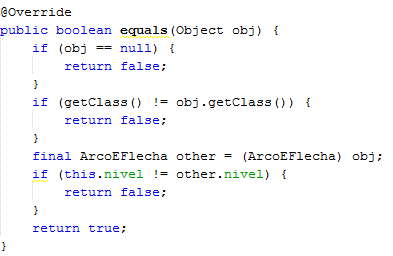 @Override
public boolean equals(Object obj) {
    if (obj == null) {
        return false;
    }
    if (getClass() != obj.getClass()) {
        return false;
    }
    final ArcoEFlecha other = (ArcoEFlecha) obj;
    if (this.nivel != other.nivel) {
        return false;
    }
    return true;
}